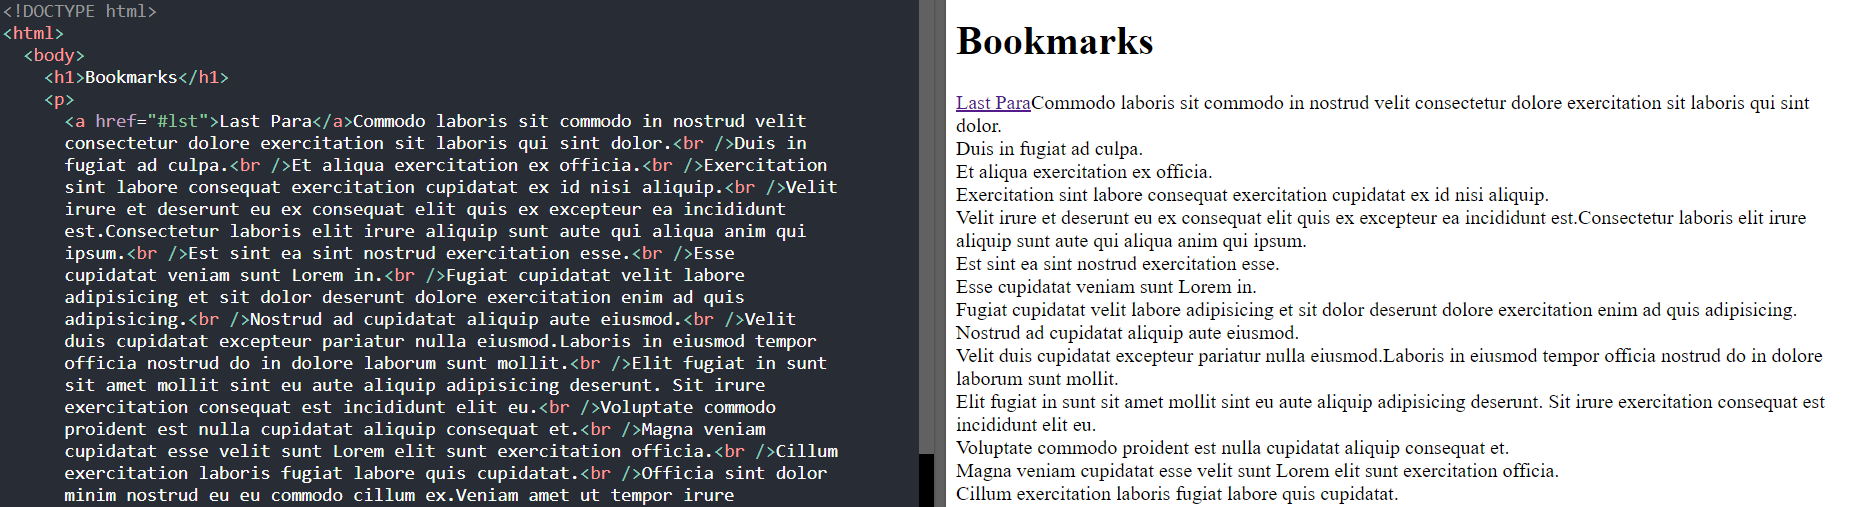 <!DOCTYPE html>
<html>
<body>
<h1>Bookmarks</h1>
<p>
<a href="#lst">Last Para</a>Commodo laboris sit commodo in nostrud velit
consectetur dolore exercitation sit laboris qui sint dolor.<br />Duis in
fugiat ad culpa.<br />Et aliqua exercitation ex officia.<br />Exercitation
sint labore consequat exercitation cupidatat ex id nisi aliquip.<br />Velit
irure et deserunt eu ex consequat elit quis ex excepteur ea incididunt
est.Consectetur laboris elit irure aliquip sunt aute qui aliqua anim qui
ipsum.<br />Est sint ea sint nostrud exercitation esse.<br />Esse
cupidatat veniam sunt Lorem in.<br />Fugiat cupidatat velit labore
adipisicing et sit dolor deserunt dolore exercitation enim ad quis
adipisicing.<br />Nostrud ad cupidatat aliquip aute eiusmod.<br />Velit
duis cupidatat excepteur pariatur nulla eiusmod.Laboris in eiusmod tempor
officia nostrud do in dolore laborum sunt mollit.<br />Elit fugiat in sunt
sit amet mollit sint eu aute aliquip adipisicing deserunt. Sit irure
exercitation consequat est incididunt elit eu.<br />Voluptate commodo
proident est nulla cupidatat aliquip consequat et.<br />Magna veniam
cupidatat esse velit sunt Lorem elit sunt exercitation officia.<br />Cillum
exercitation laboris fugiat labore quis cupidatat.<br />Officia sint dolor
minim nostrud eu eu commodo cillum ex.Veniam amet ut tempor irure
Bookmarks
Last ParaCommodo laboris sit commodo in nostrud velit consectetur dolore exercitation sit laboris qui sint
dolor.
Duis in fugiat ad culpa.
Et aliqua exercitation ex officia.
Exercitation sint labore consequat exercitation cupidatat ex id nisi aliquip.
Velit irure et deserunt eu ex consequat elit quis ex excepteur ea incididunt est.Consectetur laboris elit irure
aliquip sunt aute qui aliqua anim qui ipsum.
Est sint ea sint nostrud exercitation esse.
Esse cupidatat veniam sunt Lorem in.
Fugiat cupidatat velit labore adipisicing et sit dolor deserunt dolore exercitation enim ad quis adipisicing.
Nostrud ad cupidatat aliquip aute eiusmod.
Velit duis cupidatat excepteur pariatur nulla eiusmod.Laboris in eiusmod tempor officia nostrud do in dolore
laborum sunt mollit.
Elit fugiat in sunt sit amet mollit sint eu aute aliquip adipisicing deserunt. Sit irure exercitation consequat est
incididunt elit eu.
Voluptate commodo proident est nulla cupidatat aliquip consequat et.
Magna veniam cupidatat esse velit sunt Lorem elit sunt exercitation officia.
Cillum exercitation laboris fugiat labore quis cupidatat.